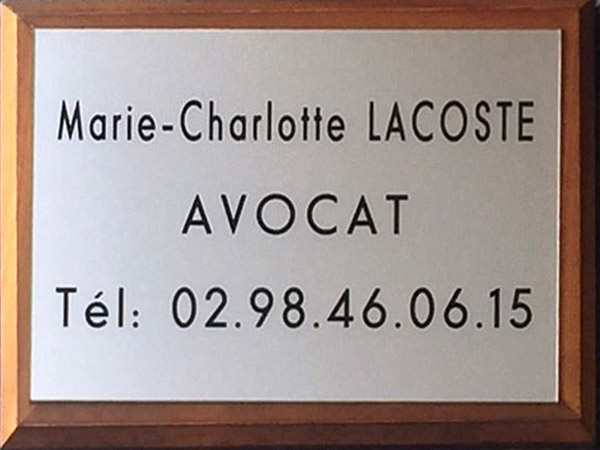 Marie-Charlotte LACOSTE
AVOCAT
Tél: 02.98.46.06.15